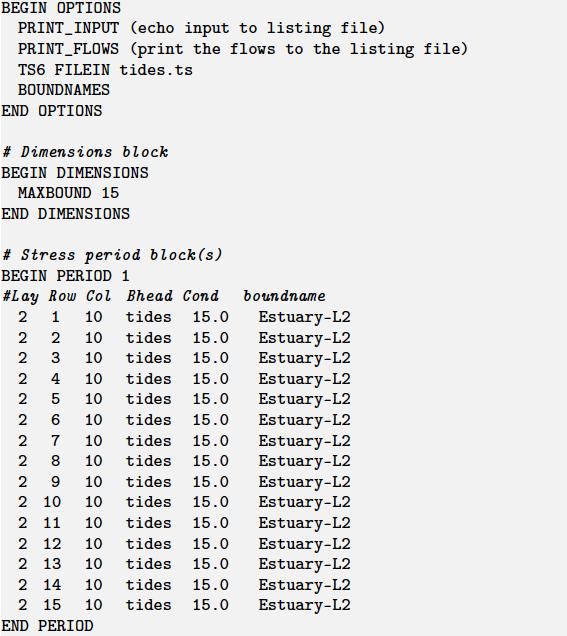 BEGIN OPTIONS
  PRINT_INPUT (echo input to listing file)
  PRINT_FLOWS (print the flows to the listing file)
  TS6 FILEIN tides.ts
  BOUNDNAMES
END OPTIONS

# Dimensions block
BEGIN DIMENSIONS
  MAXBOUND 15
END DIMENSIONS

# Stress period block(s)
BEGIN PERIOD 1
#Lay Row Col  Bhead Cond   boundname
  2   1  10  tides  15.0   Estuary-L2
  2   2  10  tides  15.0   Estuary-L2
  2   3  10  tides  15.0   Estuary-L2
  2   4  10  tides  15.0   Estuary-L2
  2   5  10  tides  15.0   Estuary-L2
  2   6  10  tides  15.0   Estuary-L2
  2   7  10  tides  15.0   Estuary-L2
  2   8  10  tides  15.0   Estuary-L2
  2   9  10  tides  15.0   Estuary-L2
  2  10  10  tides  15.0   Estuary-L2
  2  11  10  tides  15.0   Estuary-L2
  2  12  10  tides  15.0   Estuary-L2
  2  13  10  tides  15.0   Estuary-L2
  2  14  10  tides  15.0   Estuary-L2
  2  15  10  tides  15.0   Estuary-L2
END PERIOD